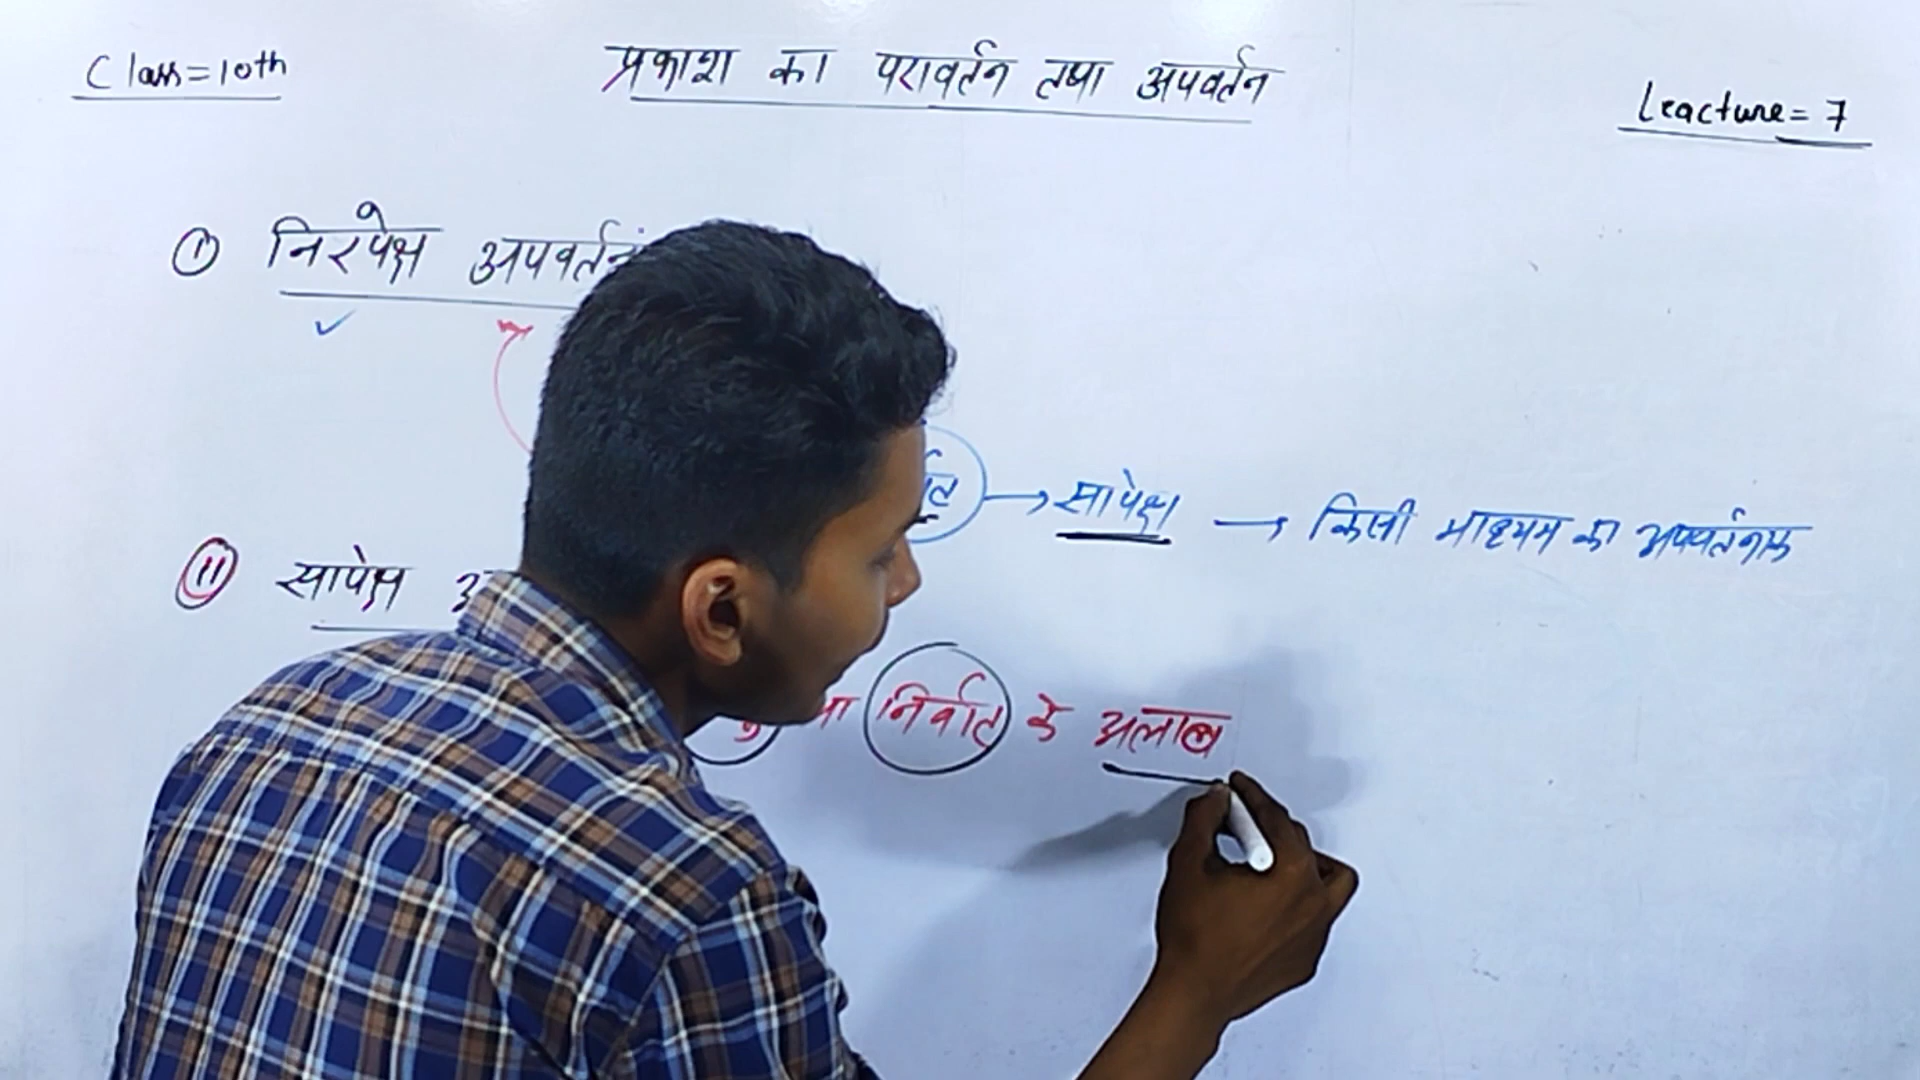 Class=10th
प्रकाश का परावर्तन तथा अपवर्तन
Leacture=7
① निरपेक्ष अपवर्तनां
→ सापेक्ष → किसी माध्यम का अपवर्तनांक
(ii) सापेक्ष अ
या निर्वात के अलाब